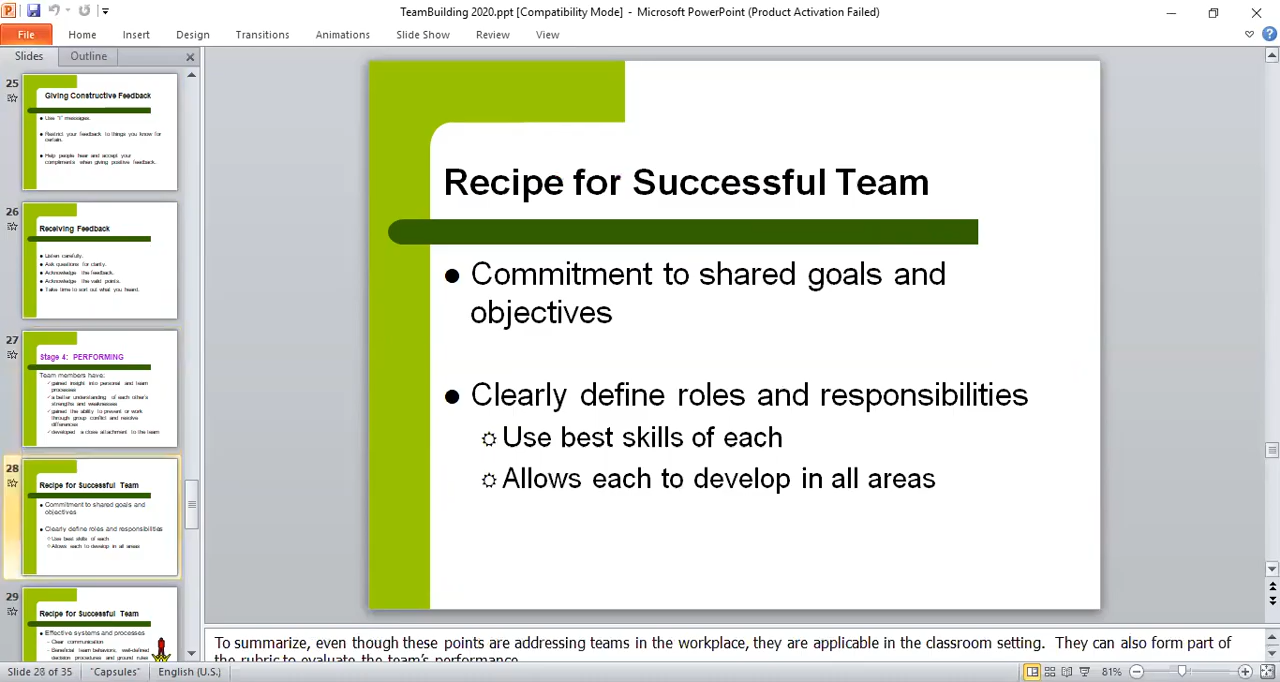 TeamBuilding 2020.ppt [Compatibility Mode] - Microsoft PowerPoint (Product Activation Failed)
File Home Insert Design Transitions Animations Slide Show Review View
Slides Outline
25
Giving Constructive Feedback
Use "I" messages.
Restrict your feedback to things you know for
certain.
Help people hear and accept your
compliments when giving positive feedback.
26
Receiving Feedback
Listen carefully.
Ask questions for clarity.
Acknowledge the feedback.
Acknowledge the valid points.
Take time to sort out what you heard.
27
Stage 4: PERFORMING
Team members have:
gained insight into personal and team
processes
a better understanding of each other's
strengths and weaknesses
gained the ability to prevent or work
through group conflict and resolve
differences
developed a close attachment to the team
28
Recipe for Successful Team
Commitment to shared goals and
objectives
Clearly define roles and responsibilities
Use best skills of each
Allows each to develop in all areas
29
Recipe for Successful Team
Effective systems and processes
- Clear communication
- Beneficial team behaviors; well-defined
decision procedures and ground rules
Recipe for Successful Team
● Commitment to shared goals and
objectives
● Clearly define roles and responsibilities
Use best skills of each
Allows each to develop in all areas
To summarize, even though these points are addressing teams in the workplace, they are applicable in the classroom setting. They can also form part of
the rubric to evaluate the team's performance
Slide 28 of 35 "Capsules" English (U.S.) 81%